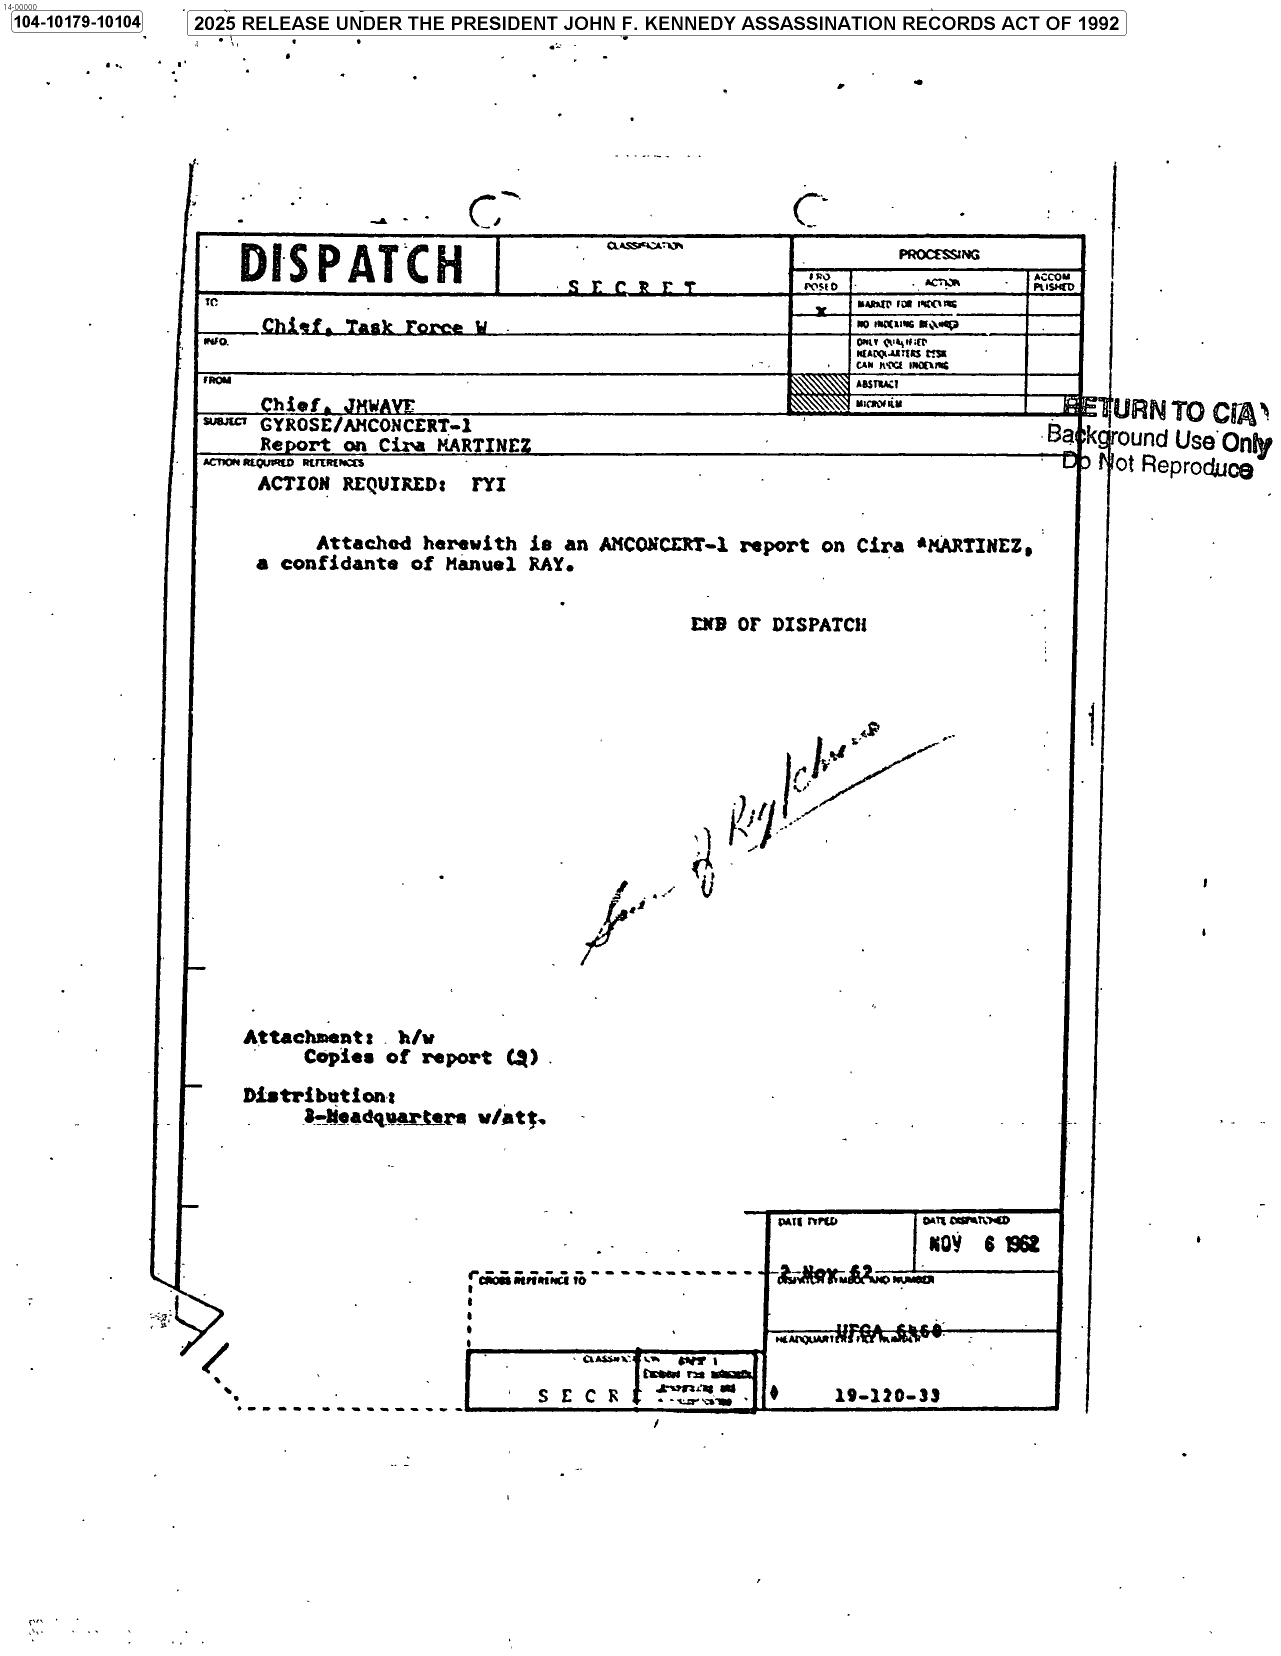 14-00000
104-10179-10104
2025 RELEASE UNDER THE PRESIDENT JOHN F. KENNEDY ASSASSINATION RECORDS ACT OF 1992
DISPATCH
CLASSIFICATION
SECRET
PROCESSING
PRO POSED
ACTION
ACCOM PLISHED
TO
Chief, Task Force W
x
MARKED FOR INDEXING
NO INDEXING REQUIRED
INFO.
ONLY QUALIFIED
HEADQUARTERS DESK
CAN JUDGE INDEXING
FROM
Chief, JMWAVE
ABSTRACT
MICROFILM
RETURN TO CIA
Background Use Only
Do Not Reproduce
SUBJECT
GYROSE/AMCONCERT-1
Report on Cira MARTINEZ
ACTION REQUIRED REFERENCES
ACTION REQUIRED: FYI
Attached herewith is an AMCONCERT-1 report on Cira *MARTINEZ,
a confidante of Manuel RAY.
END OF DISPATCH
Attachment: h/w
Copies of report
Distribution:
3-Headquarters w/att.
DATE TYPED
DATE DISPATCHED
NOV 6 1962
2 Nov 62
CROSS REFERENCE TO
DISPATCH SYMBOL AND NUMBER
UFGA 6460
HEADQUARTERS FILE NUMBER
CLASSIFICATION
SECRE
19-120-33